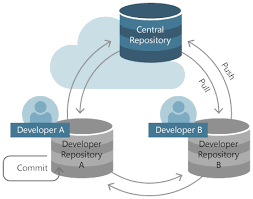 Central
Repository
Pull
Push
Developer A
Developer B
Developer
Repository
A
Developer
Repository
B
Commit